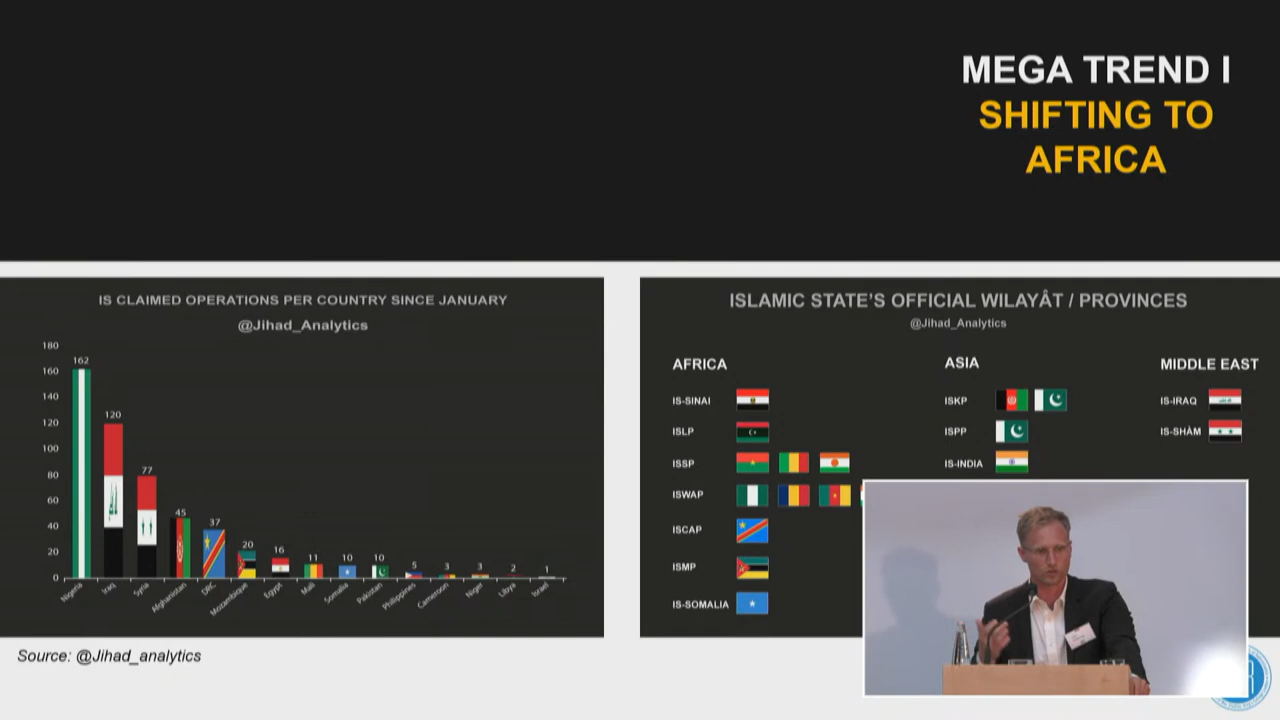 MEGA TREND I
SHIFTING TO
AFRICA
IS CLAIMED OPERATIONS PER COUNTRY SINCE JANUARY
@Jihad_Analytics
180
160
140
120
100
80
60
40
20
0
162
120
77
45
37
20
16
11
10
10
5
3
3
2
1
Nigeria
Iraq
Syria
Afghanistan
DRC
Mozambique
Egypt
Mali
Somalia
Pakistan
Philippines
Cameroon
Niger
Libya
Israel
ISLAMIC STATE'S OFFICIAL WILAYÂT / PROVINCES
@Jihad_Analytics
AFRICA
IS-SINAI
ISLP
ISSP
ISWAP
ISCAP
ISMP
IS-SOMALIA
ASIA
ISKP
ISPP
IS-INDIA
MIDDLE EAST
IS-IRAQ
IS-SHÂM
Source: @Jihad_analytics